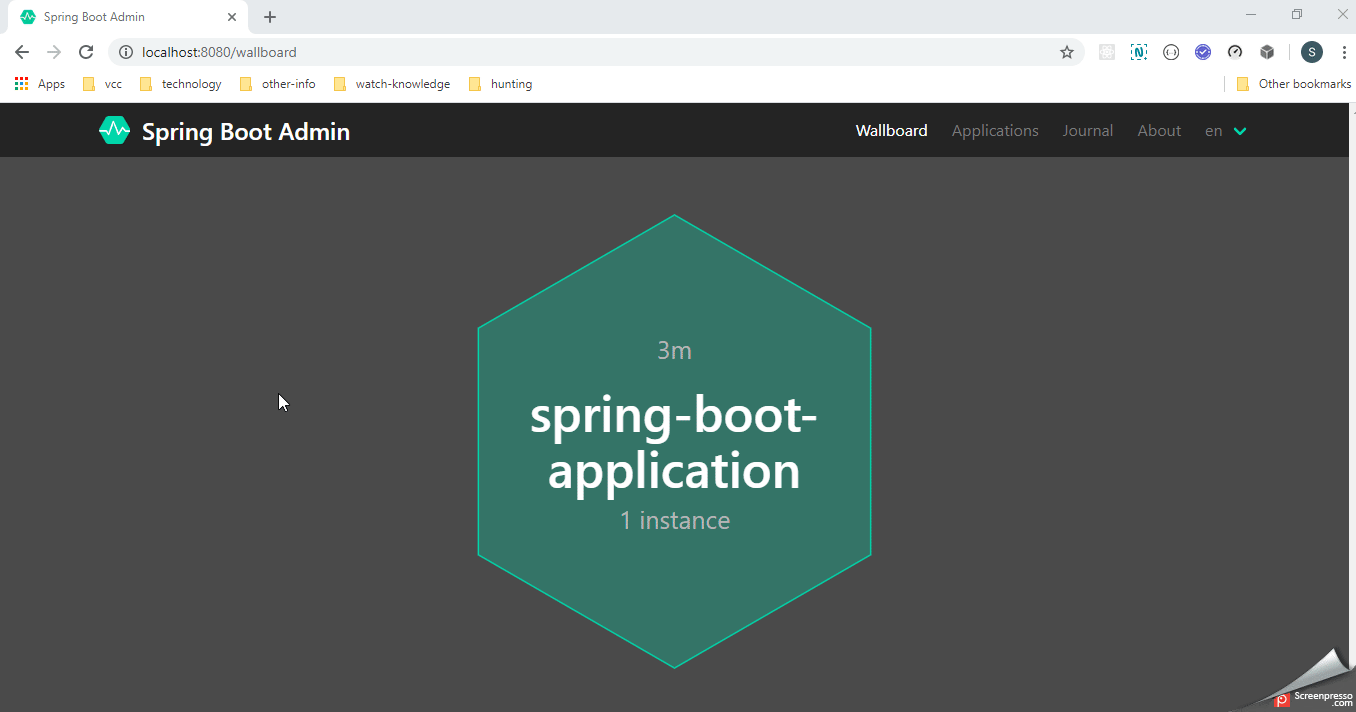 Spring Boot Admin
localhost:8080/wallboard
S
Apps vcc technology other-info watch-knowledge hunting Other bookmarks
Spring Boot Admin Wallboard Applications Journal About en
3m
spring-boot-
application
1 instance
Screenpresso
.com